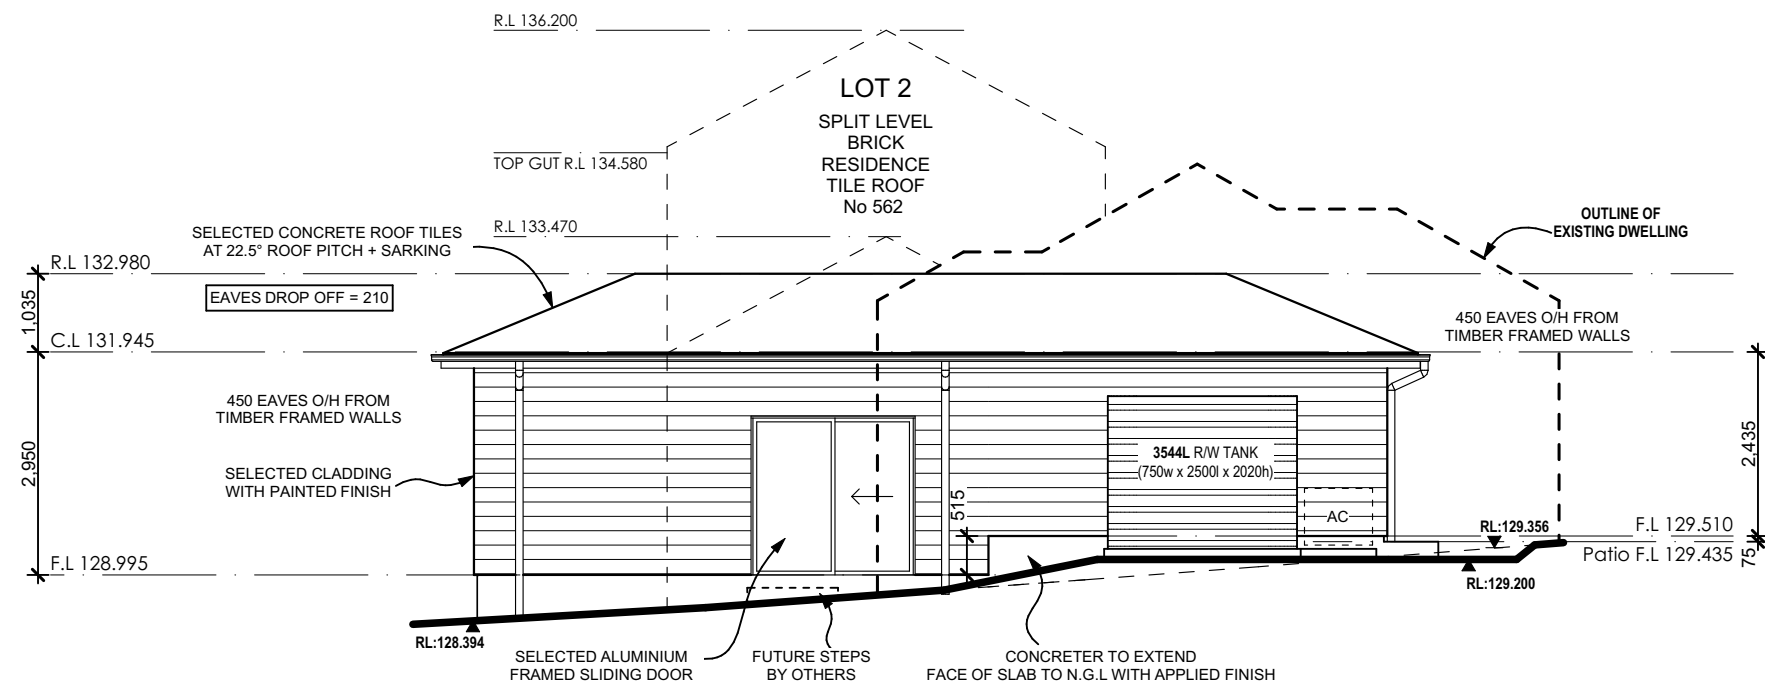 R.L 136.200
LOT 2
SPLIT LEVEL
BRICK
RESIDENCE
TILE ROOF
No 562
TOP GUT R.L 134.580
R.L 133.470
SELECTED CONCRETE ROOF TILES
AT 22.5° ROOF PITCH + SARKING
OUTLINE OF
EXISTING DWELLING
R.L 132.980
EAVES DROP OFF = 210
1,035
C.L 131.945
450 EAVES O/H FROM
TIMBER FRAMED WALLS
450 EAVES O/H FROM
TIMBER FRAMED WALLS
2,950
2,435
SELECTED CLADDING
WITH PAINTED FINISH
3544L R/W TANK
(750w x 2500l x 2020h)
515
AC
RL:129.356
F.L 129.510
Patio F.L 129.435
75
F.L 128.995
RL:129.200
RL:128.394
SELECTED ALUMINIUM
FRAMED SLIDING DOOR
FUTURE STEPS
BY OTHERS
CONCRETER TO EXTEND
FACE OF SLAB TO N.G.L WITH APPLIED FINISH